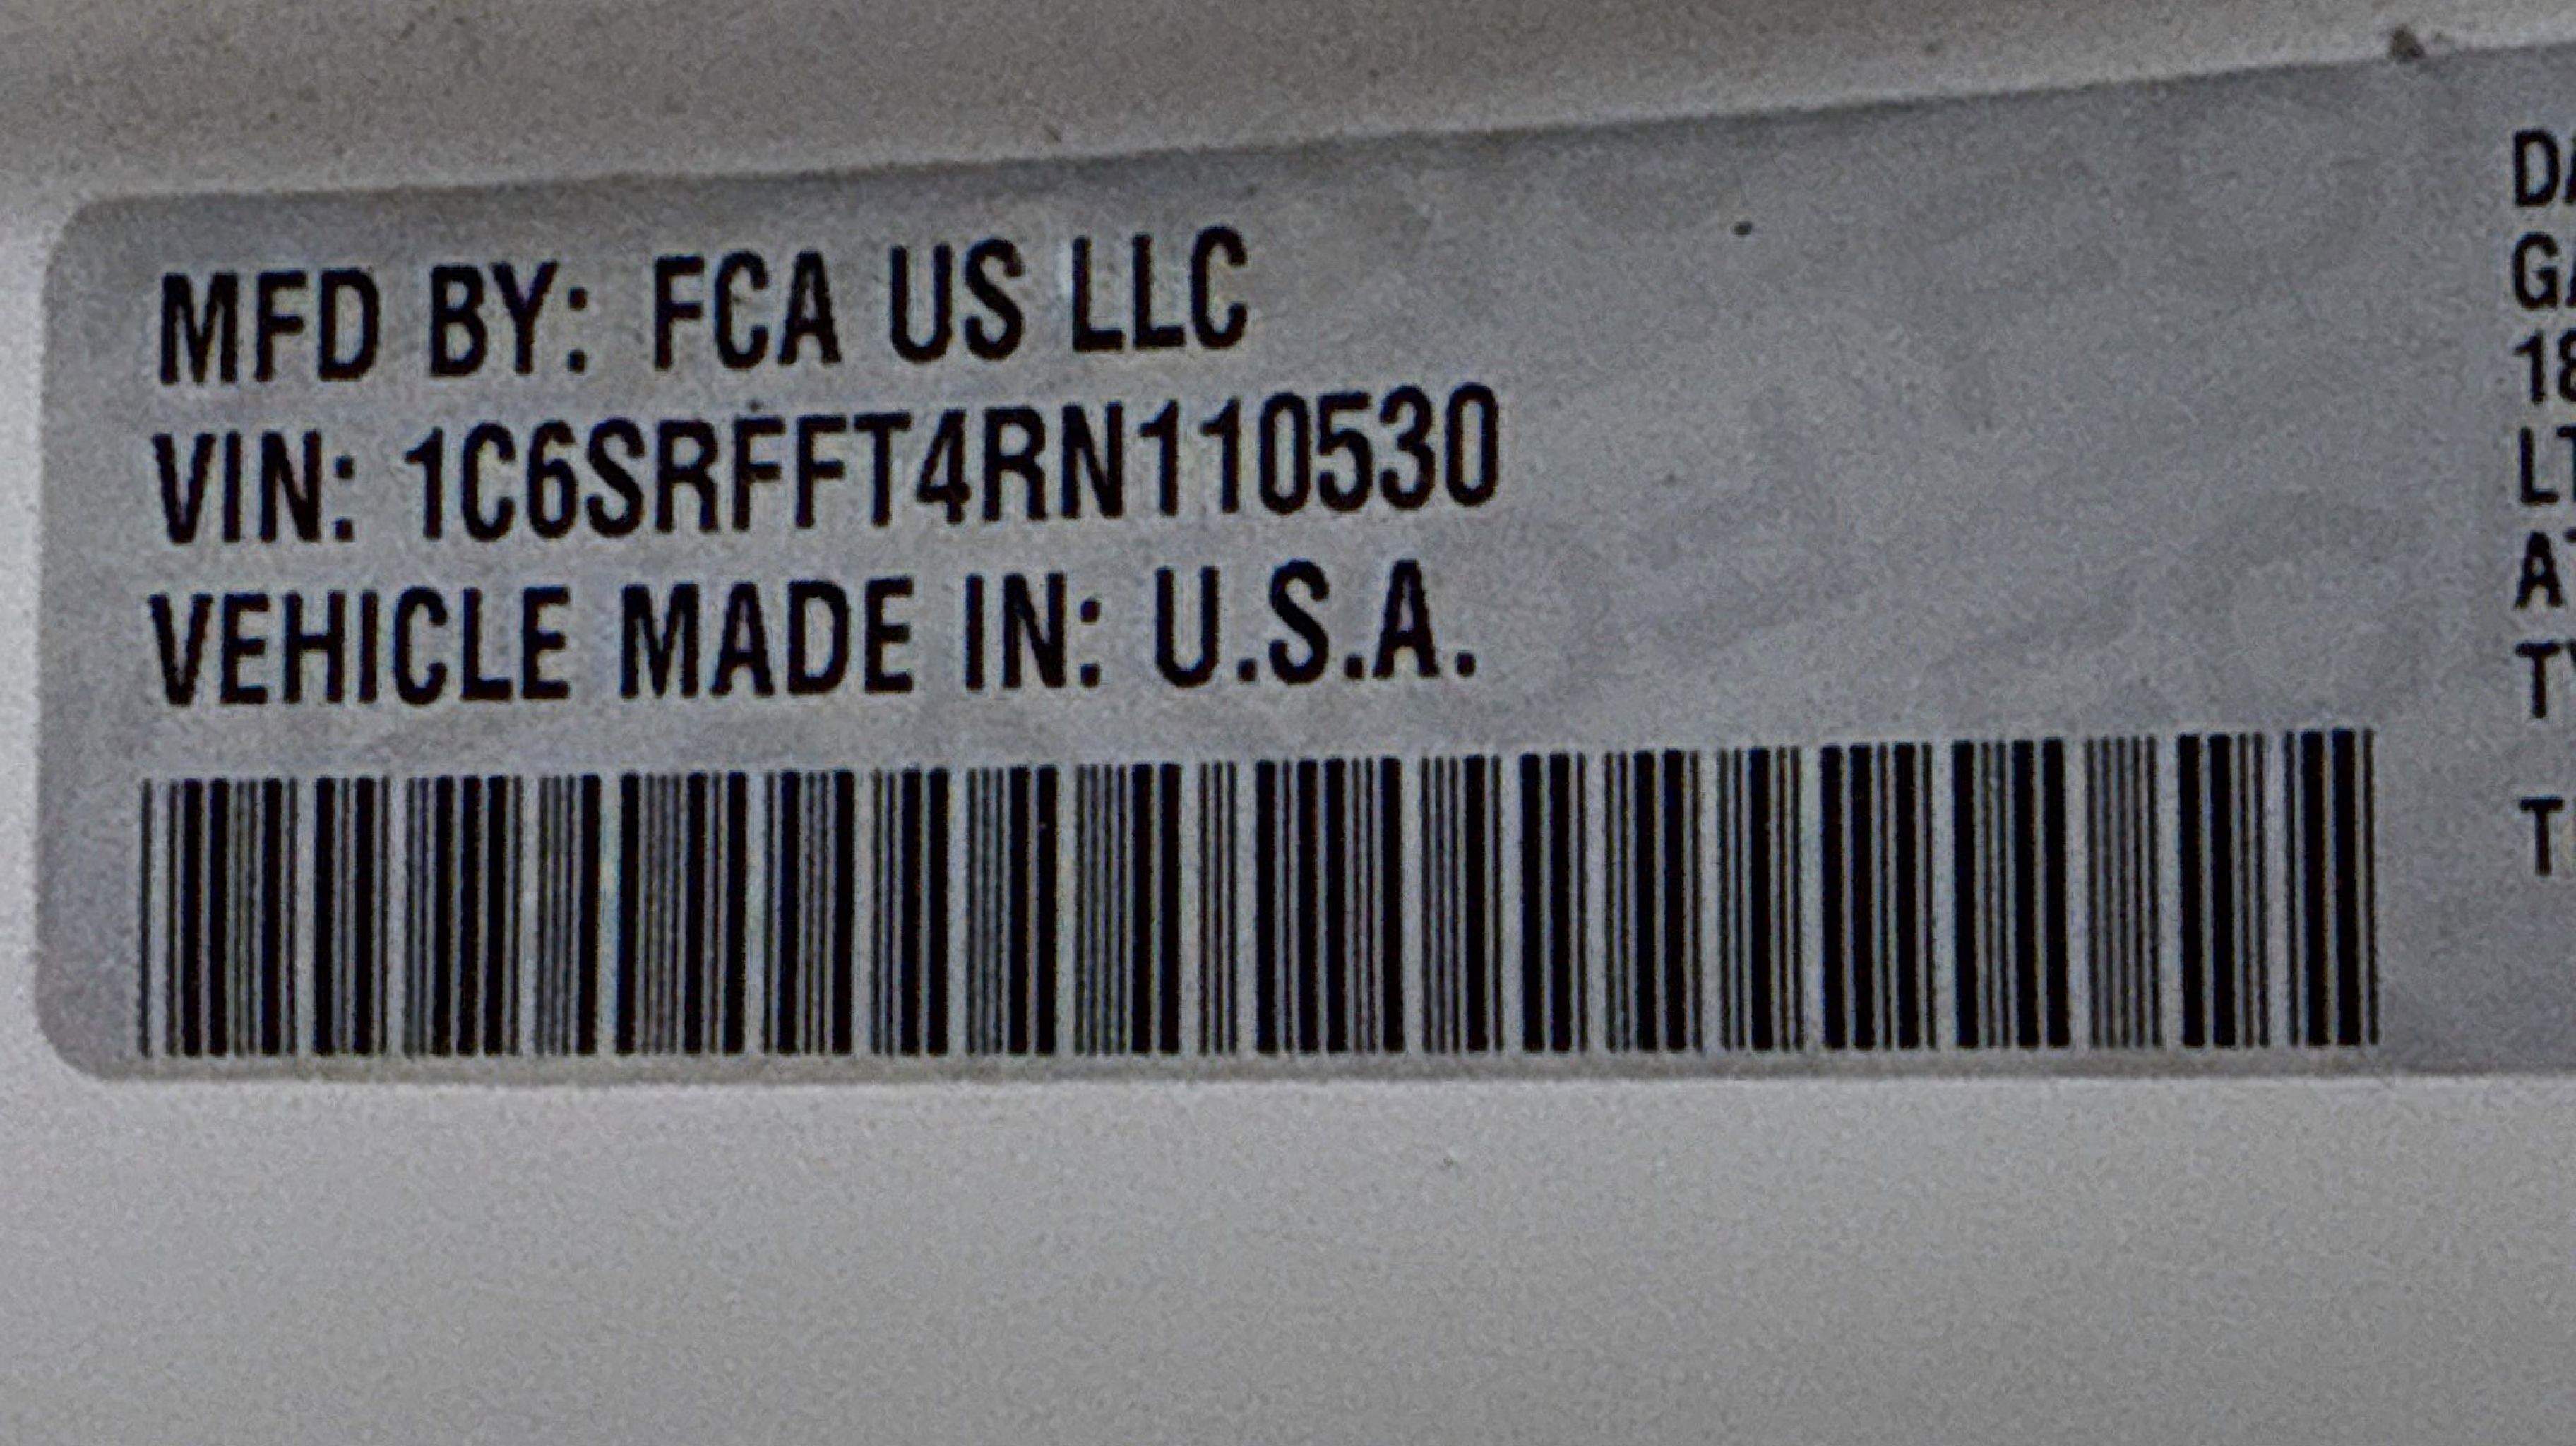 MFD BY: FCA US LLC
VIN: 1C6SRFFT4RN110530
VEHICLE MADE IN: U.S.A.